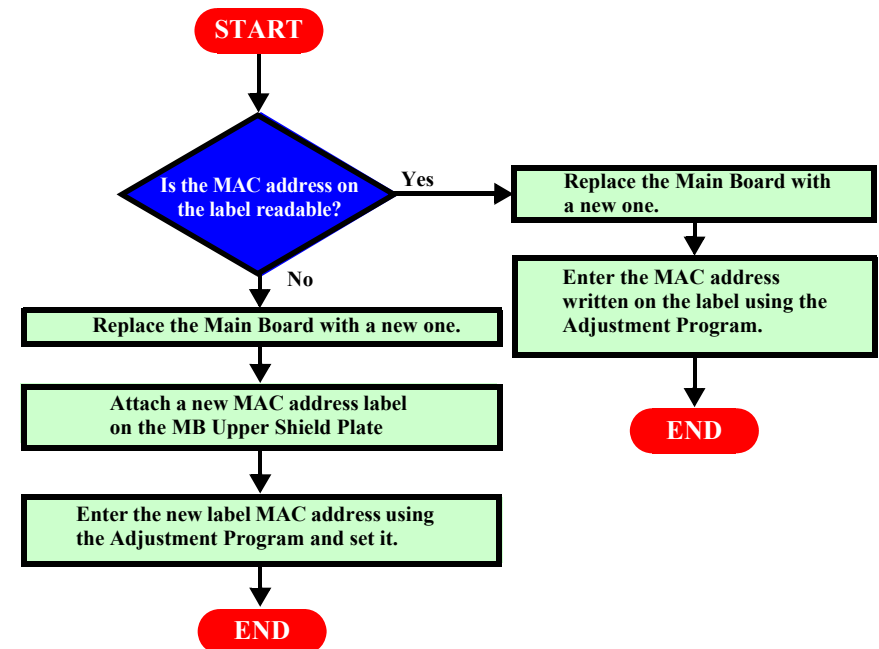 START
Is the MAC address on
the label readable?
Yes
Replace the Main Board with
a new one.
Enter the MAC address
written on the label using the
Adjustment Program.
END
No
Replace the Main Board with a new one.
Attach a new MAC address label
on the MB Upper Shield Plate
Enter the new label MAC address using
the Adjustment Program and set it.
END